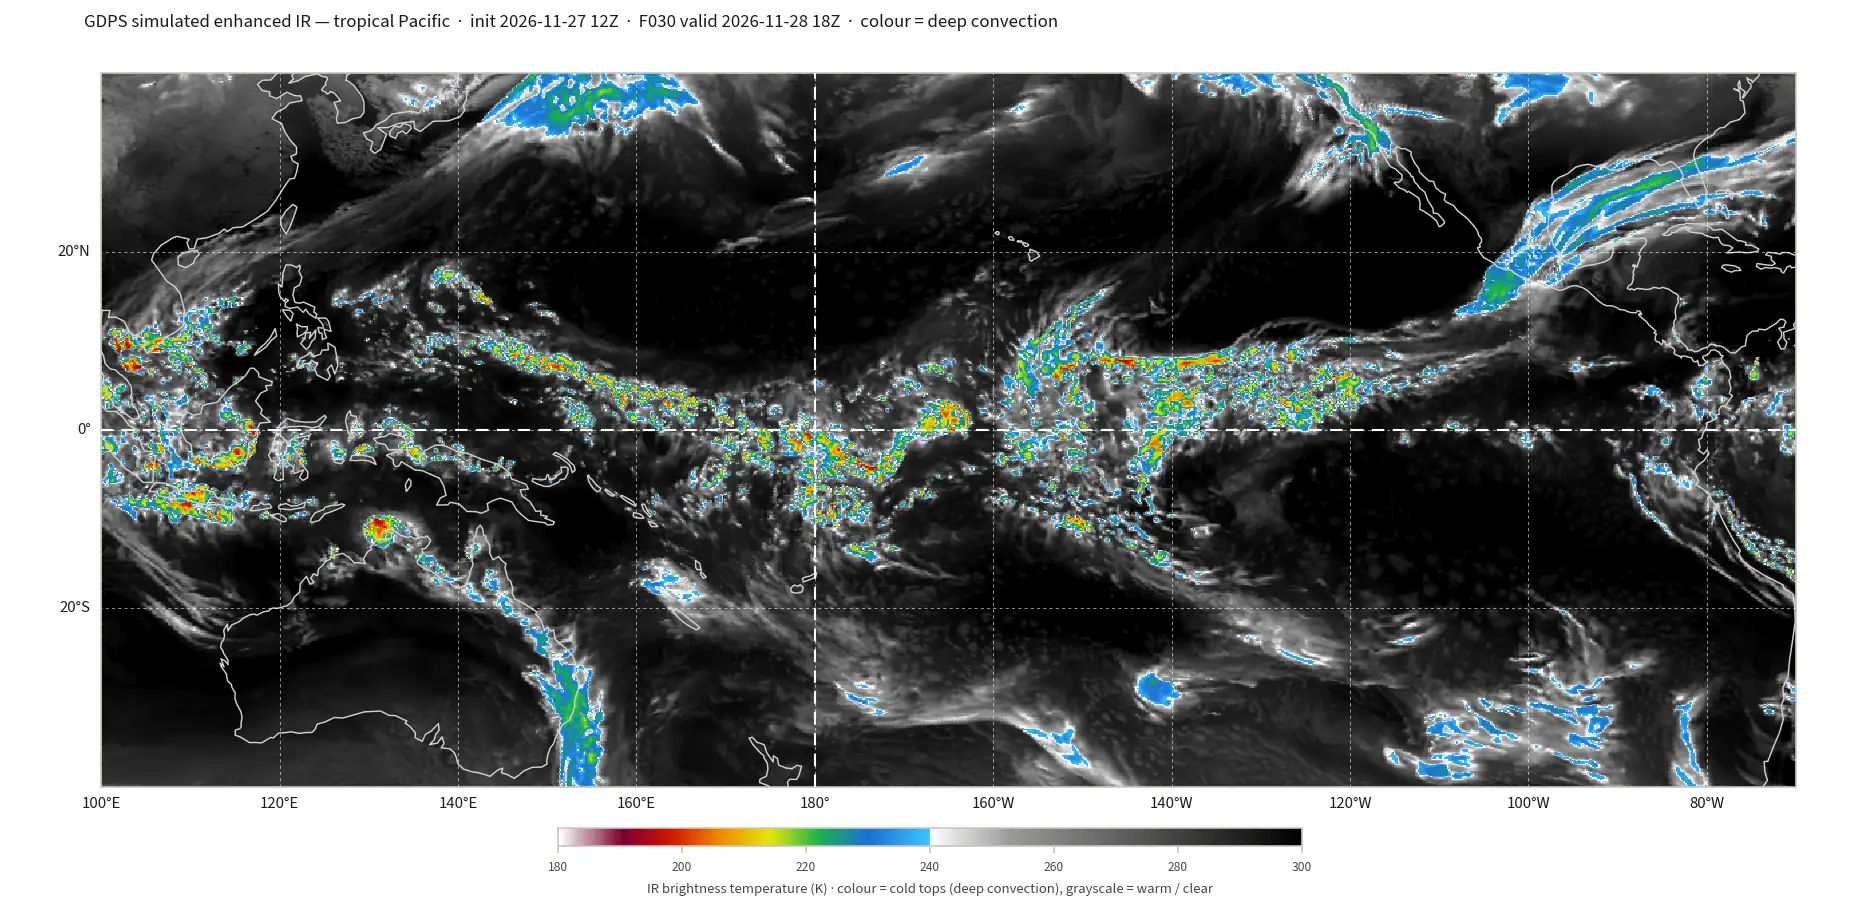 GDPS simulated enhanced IR — tropical Pacific · init 2026-11-27 12Z · F030 valid 2026-11-28 18Z · colour = deep convection
20°N
0°
20°S
100°E 120°E 140°E 160°E 180° 160°W 140°W 120°W 100°W 80°W
180 200 220 240 260 280 300
IR brightness temperature (K) · colour = cold tops (deep convection), grayscale = warm / clear